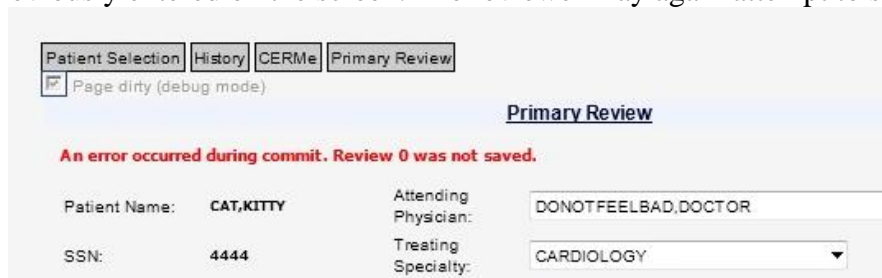 Patient Selection History CERMe Primary Review
Page dirty (debug mode)
Primary Review
An error occurred during commit. Review 0 was not saved.
Patient Name: CAT,KITTY Attending Physician: DONOTFEELBAD,DOCTOR
SSN: 4444 Treating Specialty: CARDIOLOGY